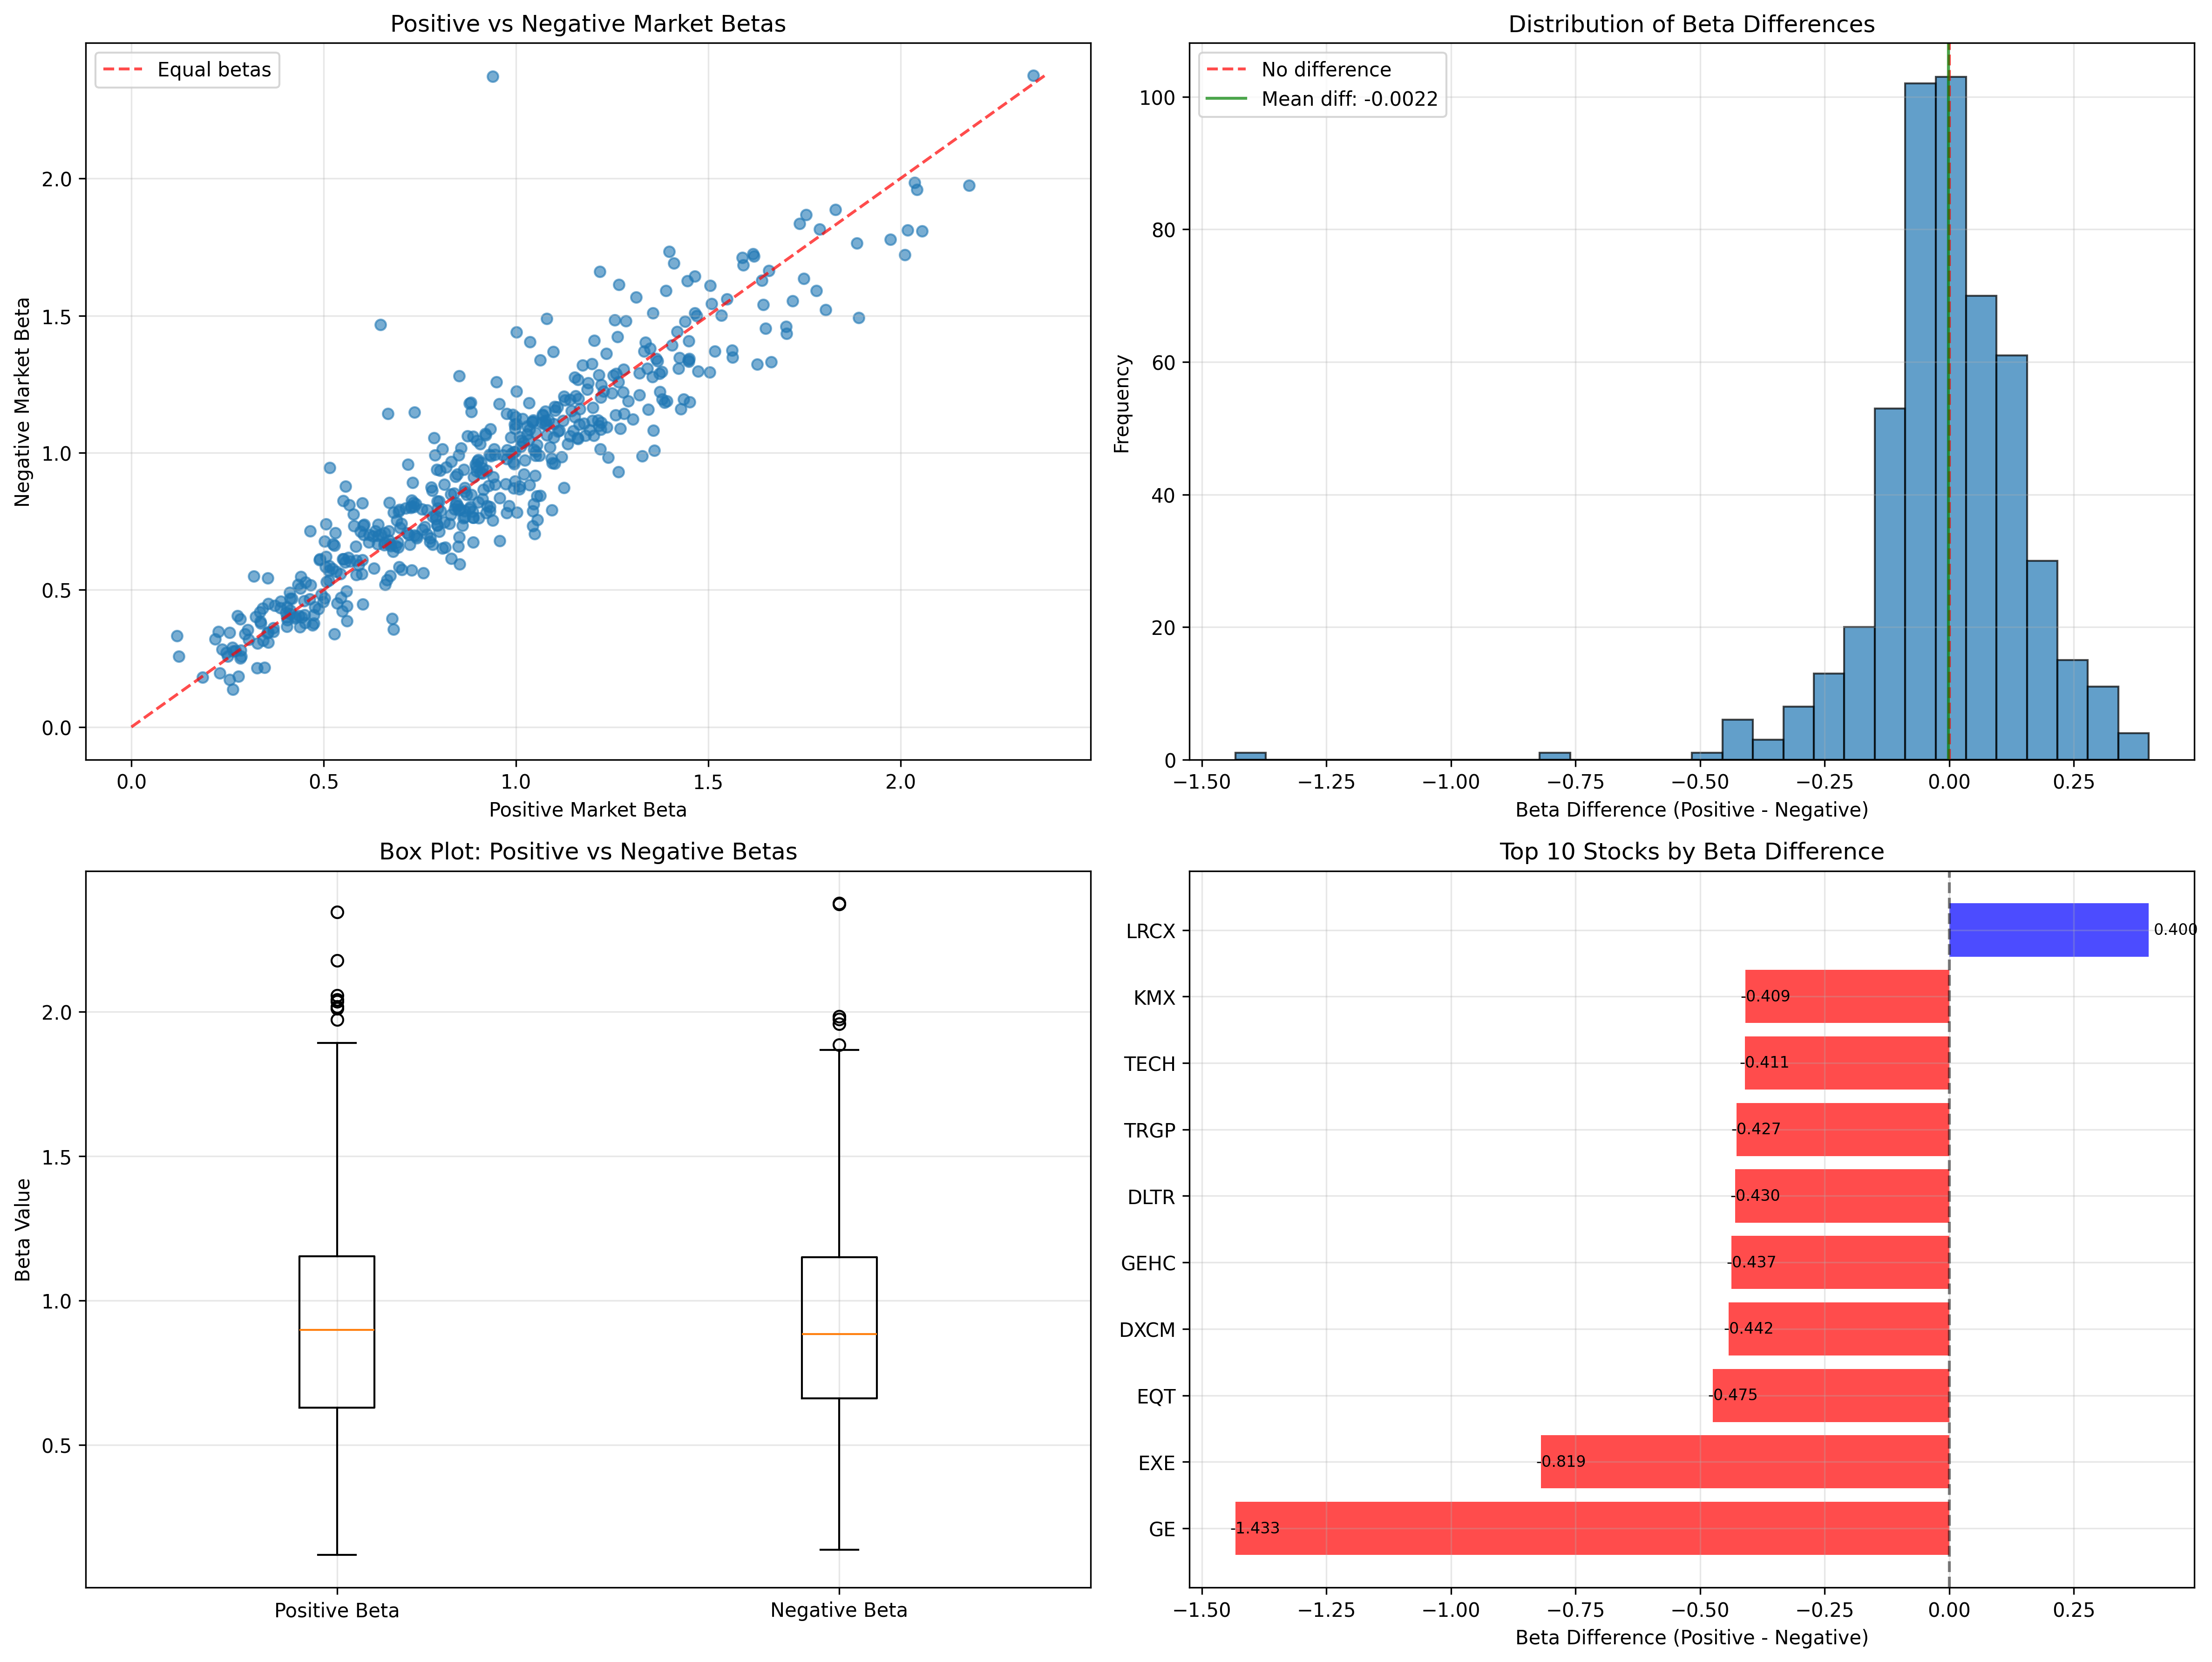 Positive vs Negative Market Betas
Equal betas
Negative Market Beta
2.0
1.5
1.0
0.5
0.0
0.0 0.5 1.0 1.5 2.0
Positive Market Beta
Distribution of Beta Differences
No difference
Mean diff: -0.0022
Frequency
100
80
60
40
20
0
−1.50 −1.25 −1.00 −0.75 −0.50 −0.25 0.00 0.25
Beta Difference (Positive - Negative)
Box Plot: Positive vs Negative Betas
Beta Value
2.0
1.5
1.0
0.5
Positive Beta Negative Beta
Top 10 Stocks by Beta Difference
LRCX 0.400
KMX -0.409
TECH -0.411
TRGP -0.427
DLTR -0.430
GEHC -0.437
DXCM -0.442
EQT -0.475
EXE -0.819
GE -1.433
−1.50 −1.25 −1.00 −0.75 −0.50 −0.25 0.00 0.25
Beta Difference (Positive - Negative)